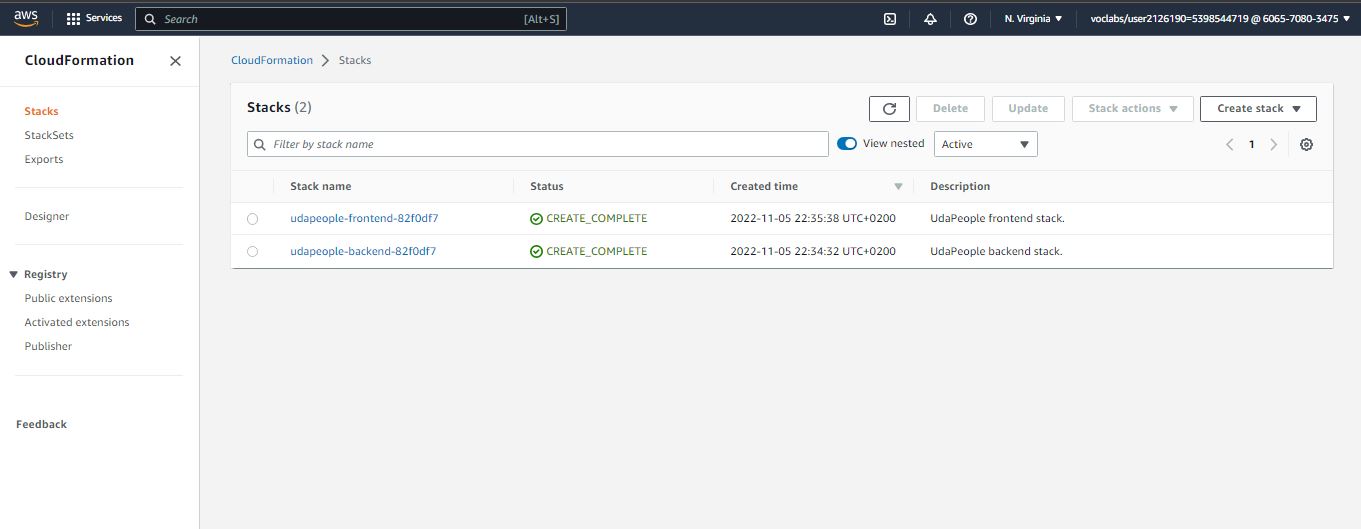 aws Services Search [Alt+S] N. Virginia voclabs/user2126190=5398544719 @ 6065-7080-3475
CloudFormation
Stacks
StackSets
Exports
Designer
Registry
Public extensions
Activated extensions
Publisher
Feedback
CloudFormation Stacks
Stacks (2) Delete Update Stack actions Create stack
Filter by stack name View nested Active 1
Stack name Status Created time Description
udapeople-frontend-82f0df7 CREATE_COMPLETE 2022-11-05 22:35:38 UTC+0200 UdaPeople frontend stack.
udapeople-backend-82f0df7 CREATE_COMPLETE 2022-11-05 22:34:32 UTC+0200 UdaPeople backend stack.